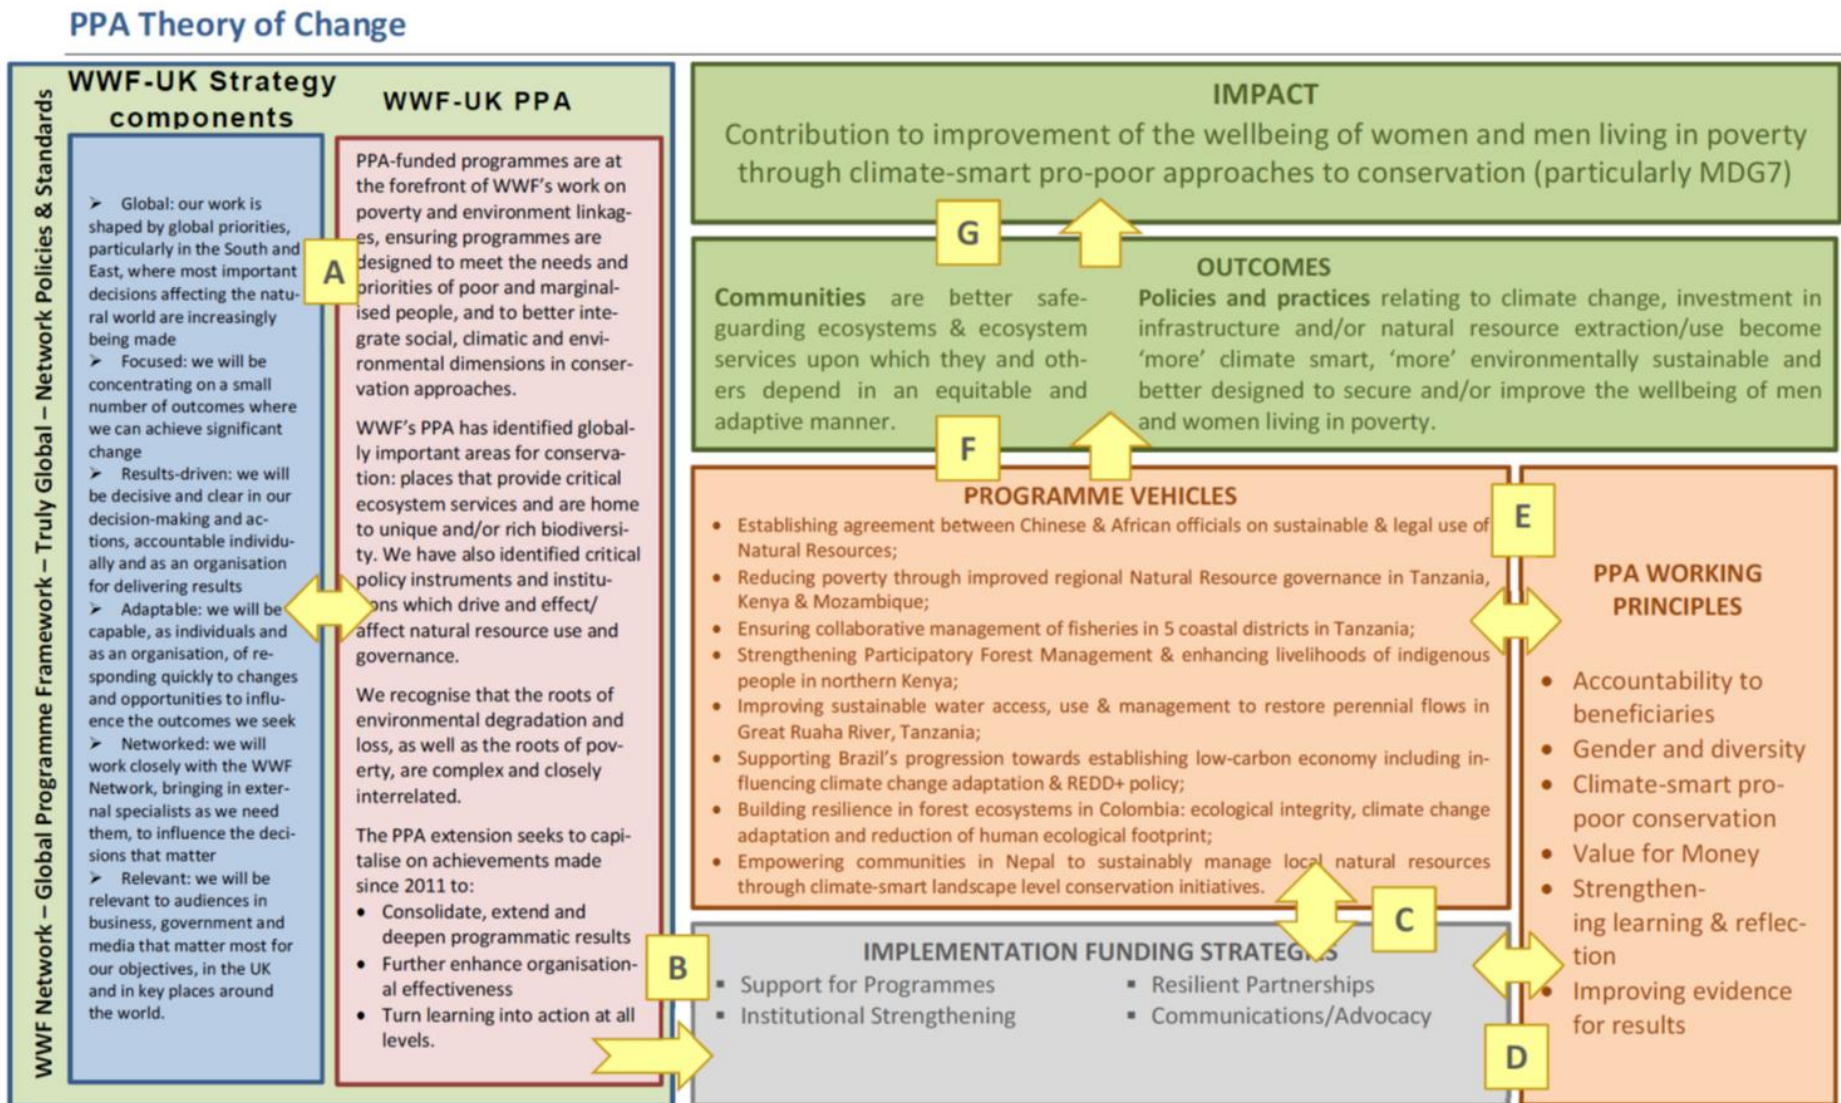 PPA Theory of Change
WWF Network – Global Programme Framework – Truly Global – Network Policies & Standards
WWF-UK Strategy
components
➢ Global: our work is
shaped by global priorities,
particularly in the South and
East, where most important
decisions affecting the natu-
ral world are increasingly
being made
➢ Focused: we will be
concentrating on a small
number of outcomes where
we can achieve significant
change
➢ Results-driven: we will
be decisive and clear in our
decision-making and ac-
tions, accountable individu-
ally and as an organisation
for delivering results
➢ Adaptable: we will be
capable, as individuals and
as an organisation, of re-
sponding quickly to changes
and opportunities to influ-
ence the outcomes we seek
➢ Networked: we will
work closely with the WWF
Network, bringing in exter-
nal specialists as we need
them, to influence the deci-
sions that matter
➢ Relevant: we will be
relevant to audiences in
business, government and
media that matter most for
our objectives, in the UK
and in key places around
the world.
A
WWF-UK PPA
PPA-funded programmes are at
the forefront of WWF's work on
poverty and environment linkag-
es, ensuring programmes are
designed to meet the needs and
priorities of poor and marginal-
ised people, and to better inte-
grate social, climatic and envi-
ronmental dimensions in conser-
vation approaches.
WWF's PPA has identified global-
ly important areas for conserva-
tion: places that provide critical
ecosystem services and are home
to unique and/or rich biodiversi-
ty. We have also identified critical
policy instruments and institu-
ons which drive and effect/
affect natural resource use and
governance.
We recognise that the roots of
environmental degradation and
loss, as well as the roots of pov-
erty, are complex and closely
interrelated.
The PPA extension seeks to capi-
talise on achievements made
since 2011 to:
• Consolidate, extend and
deepen programmatic results
• Further enhance organisation-
al effectiveness
• Turn learning into action at all
levels.
B
IMPACT
Contribution to improvement of the wellbeing of women and men living in poverty
through climate-smart pro-poor approaches to conservation (particularly MDG7)
G
OUTCOMES
Communities are better safe-
guarding ecosystems & ecosystem
services upon which they and oth-
ers depend in an equitable and
adaptive manner.
Policies and practices relating to climate change, investment in
infrastructure and/or natural resource extraction/use become
‘more’ climate smart, ‘more’ environmentally sustainable and
better designed to secure and/or improve the wellbeing of men
and women living in poverty.
F
PROGRAMME VEHICLES
• Establishing agreement between Chinese & African officials on sustainable & legal use of
Natural Resources;
• Reducing poverty through improved regional Natural Resource governance in Tanzania,
Kenya & Mozambique;
• Ensuring collaborative management of fisheries in 5 coastal districts in Tanzania;
• Strengthening Participatory Forest Management & enhancing livelihoods of indigenous
people in northern Kenya;
• Improving sustainable water access, use & management to restore perennial flows in
Great Ruaha River, Tanzania;
• Supporting Brazil's progression towards establishing low-carbon economy including in-
fluencing climate change adaptation & REDD+ policy;
• Building resilience in forest ecosystems in Colombia: ecological integrity, climate change
adaptation and reduction of human ecological footprint;
• Empowering communities in Nepal to sustainably manage local natural resources
through climate-smart landscape level conservation initiatives.
C
IMPLEMENTATION FUNDING STRATEGIES
▪ Support for Programmes
▪ Institutional Strengthening
▪ Resilient Partnerships
▪ Communications/Advocacy
D
E
PPA WORKING
PRINCIPLES
• Accountability to
beneficiaries
• Gender and diversity
• Climate-smart pro-
poor conservation
• Value for Money
• Strengthen-
ing learning & reflec-
tion
• Improving evidence
for results